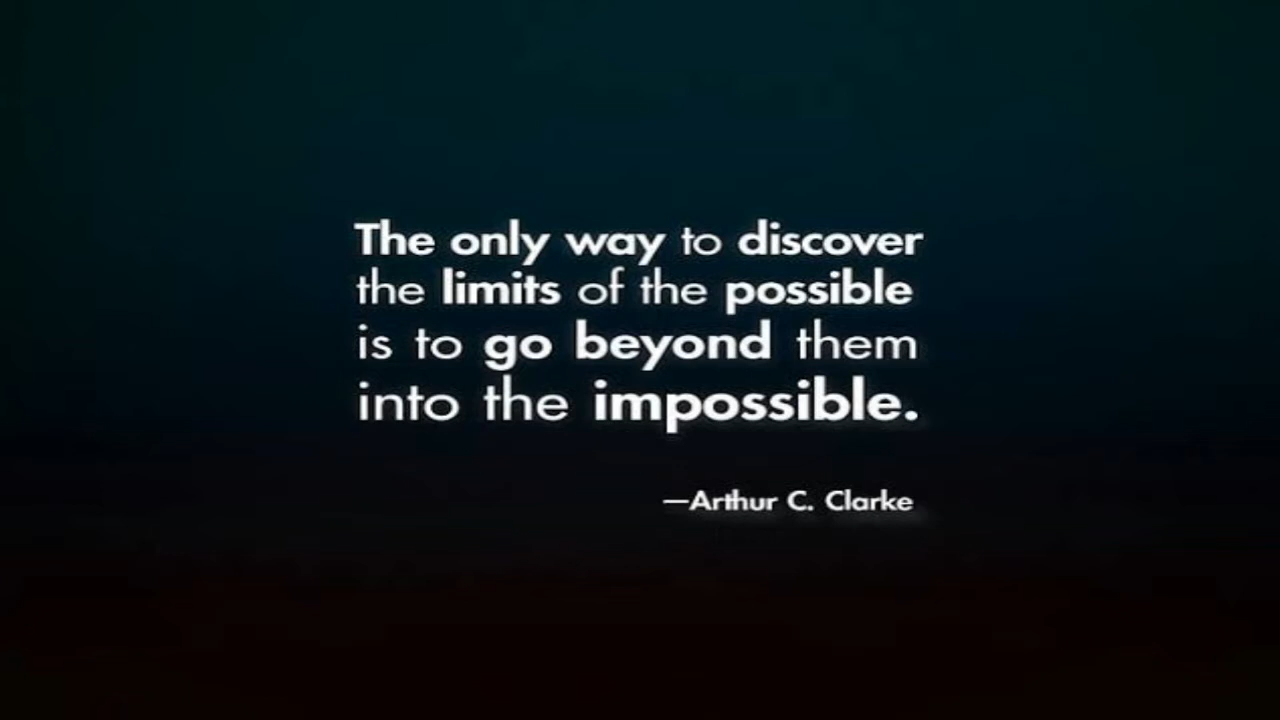 The only way to discover
the limits of the possible
is to go beyond them
into the impossible.
—Arthur C. Clarke